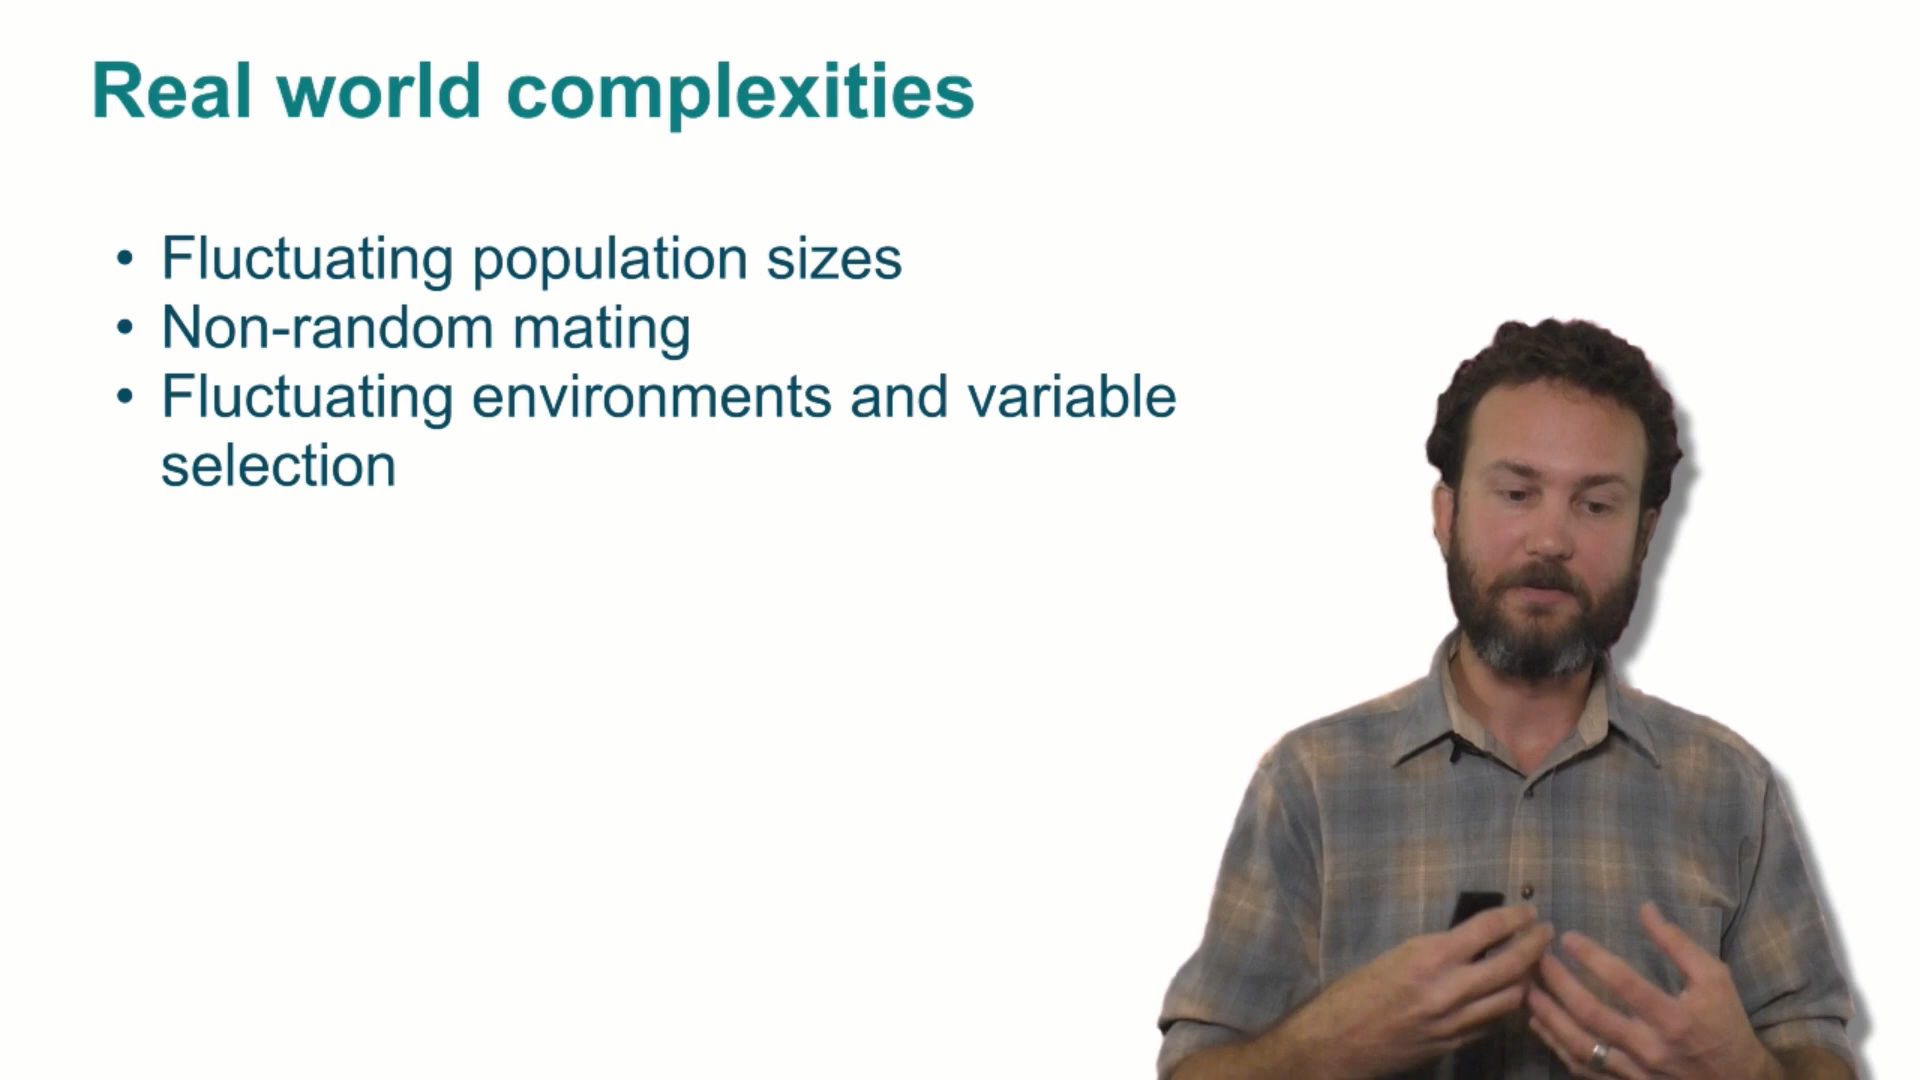 Real world complexities
• Fluctuating population sizes
• Non-random mating
• Fluctuating environments and variable
selection